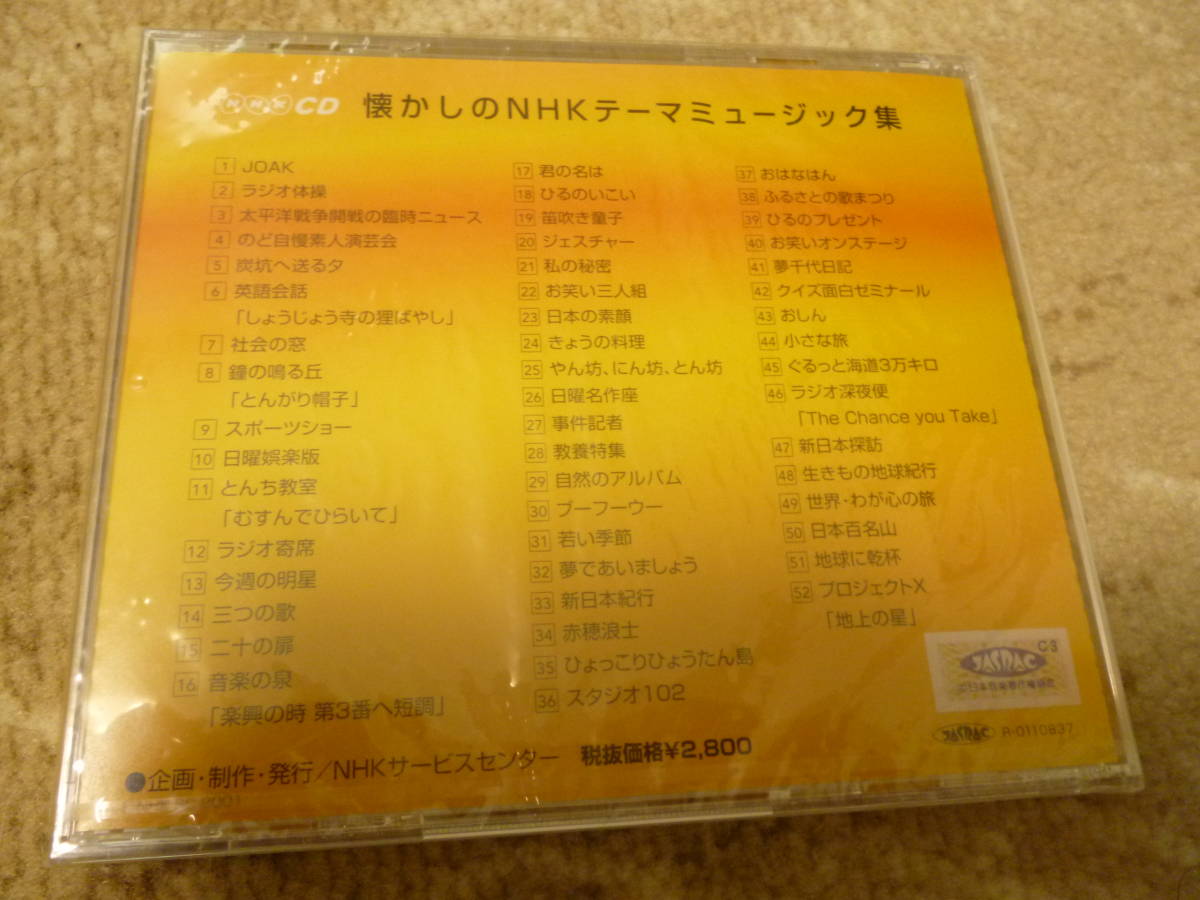 NHK CD 懐かしのNHKテーマミュージック集
1 JOAK
2 ラジオ体操
3 太平洋戦争開戦の臨時ニュース
4 のど自慢素人演芸会
5 炭坑へ送る夕
6 英語会話
「しょうじょう寺の狸ばやし」
7 社会の窓
8 鐘の鳴る丘
「とんがり帽子」
9 スポーツショー
10 日曜娯楽版
11 とんち教室
「むすんでひらいて」
12 ラジオ寄席
13 今週の明星
14 三つの歌
15 二十の扉
16 音楽の泉
「楽興の時 第3番ヘ短調」
17 君の名は
18 ひるのいこい
19 笛吹き童子
20 ジェスチャー
21 私の秘密
22 お笑い三人組
23 日本の素顔
24 きょうの料理
25 やん坊、にん坊、とん坊
26 日曜名作座
27 事件記者
28 教養特集
29 自然のアルバム
30 ブーフーウー
31 若い季節
32 夢であいましょう
33 新日本紀行
34 赤穂浪士
35 ひょっこりひょうたん島
36 スタジオ102
37 おはなはん
38 ふるさとの歌まつり
39 ひるのプレゼント
40 お笑いオンステージ
41 夢千代日記
42 クイズ面白ゼミナール
43 おしん
44 小さな旅
45 ぐるっと海道3万キロ
46 ラジオ深夜便
「The Chance you Take」
47 新日本探訪
48 生きもの地球紀行
49 世界・わが心の旅
50 日本百名山
51 地球に乾杯
52 プロジェクトX
「地上の星」
C3
JASRAC
JASRAC R-0110837
●企画・制作・発行/NHKサービスセンター 税抜価格¥2,800
2001